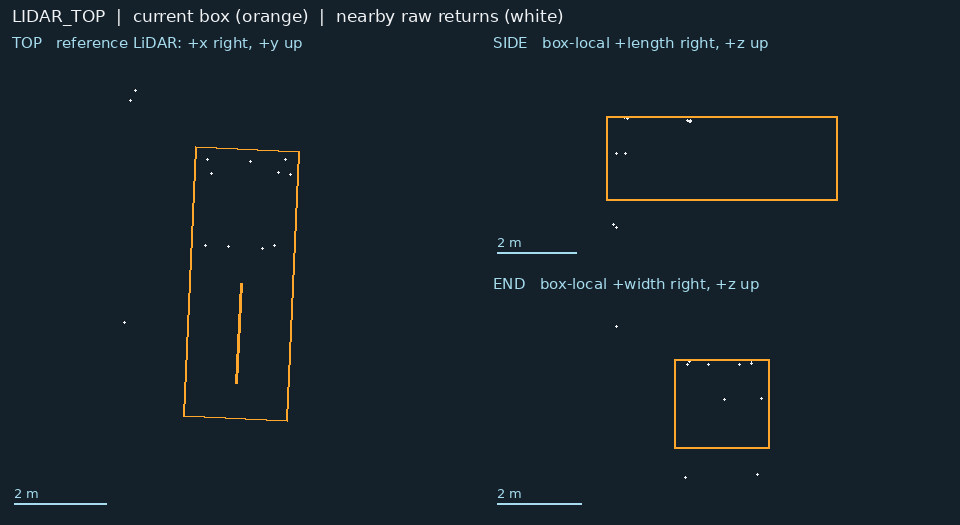 LIDAR_TOP | current box (orange) | nearby raw returns (white)
TOP reference LiDAR: +x right, +y up
SIDE box-local +length right, +z up
2 m
END box-local +width right, +z up
2 m
2 m